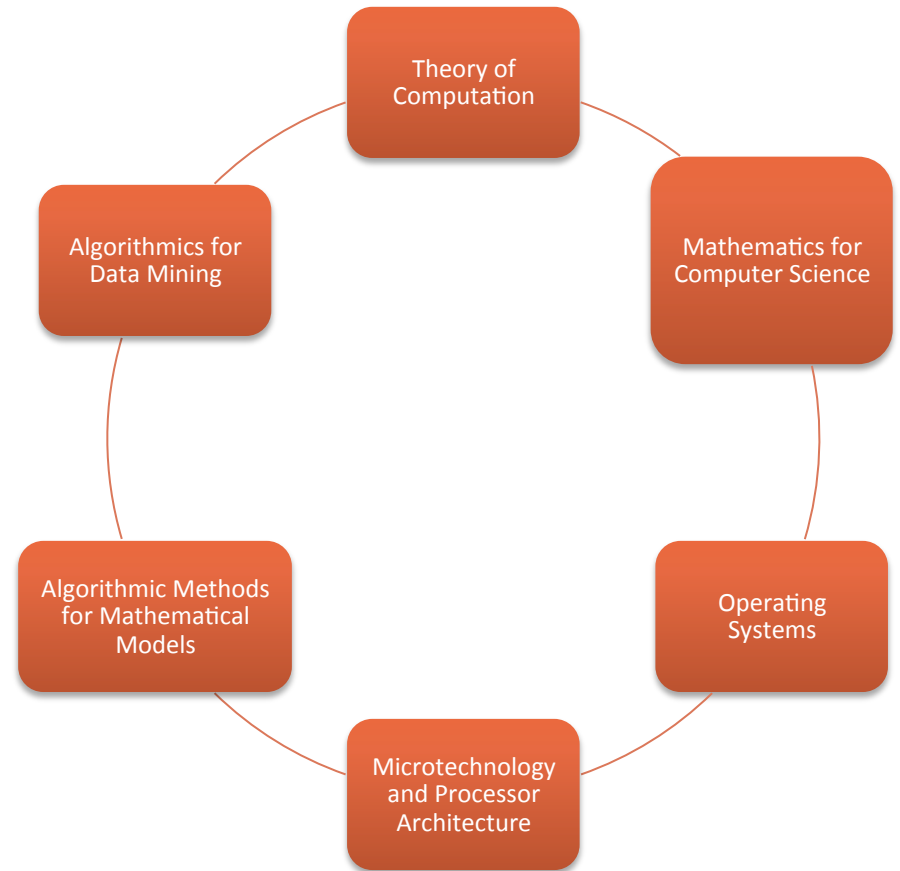 Theory of
Computation
Mathematics for
Computer Science
Operating
Systems
Microtechnology
and Processor
Architecture
Algorithmic Methods
for Mathematical
Models
Algorithmics for
Data Mining